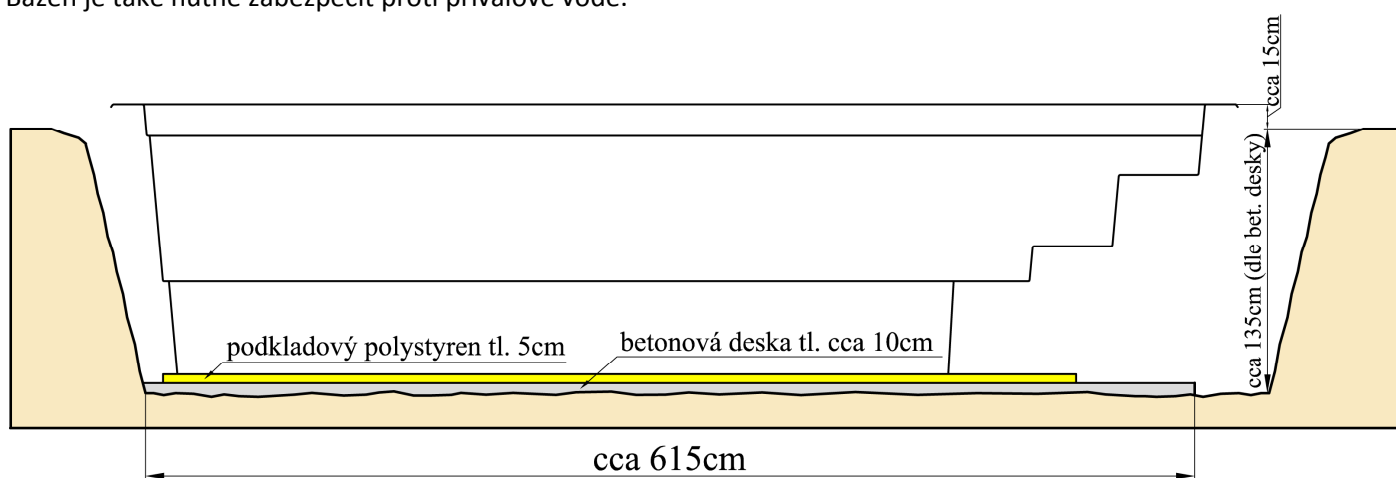 Bazén je také nutné zabezpečit proti přívalové vodě.
cca 15cm
cca 135cm (dle bet. desky)
podkladový polystyren tl. 5cm
betonová deska tl. cca 10cm
cca 615cm